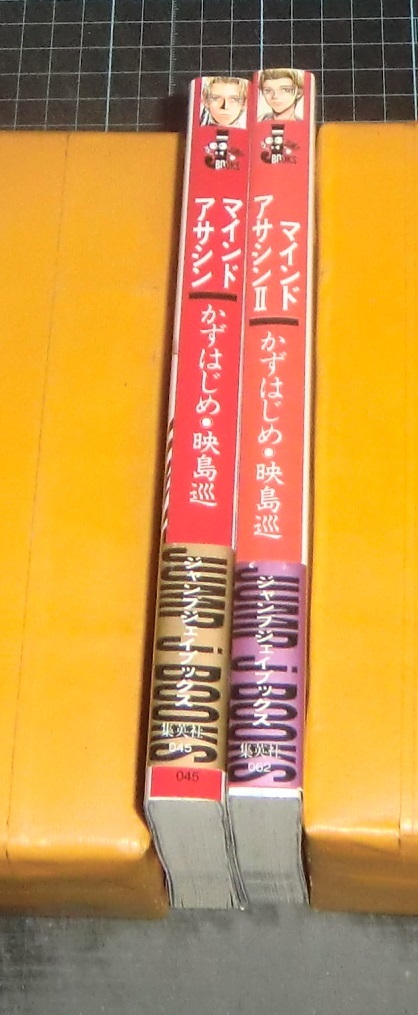 J
BOOKS
マインド
アサシン
かずはじめ・映島巡
JUMP j BOOKS
ジャンプジェイブックス
集英社
045
045
J
BOOKS
マインド
アサシンⅡ
かずはじめ・映島巡
JUMP j BOOKS
ジャンプジェイブックス
集英社
062